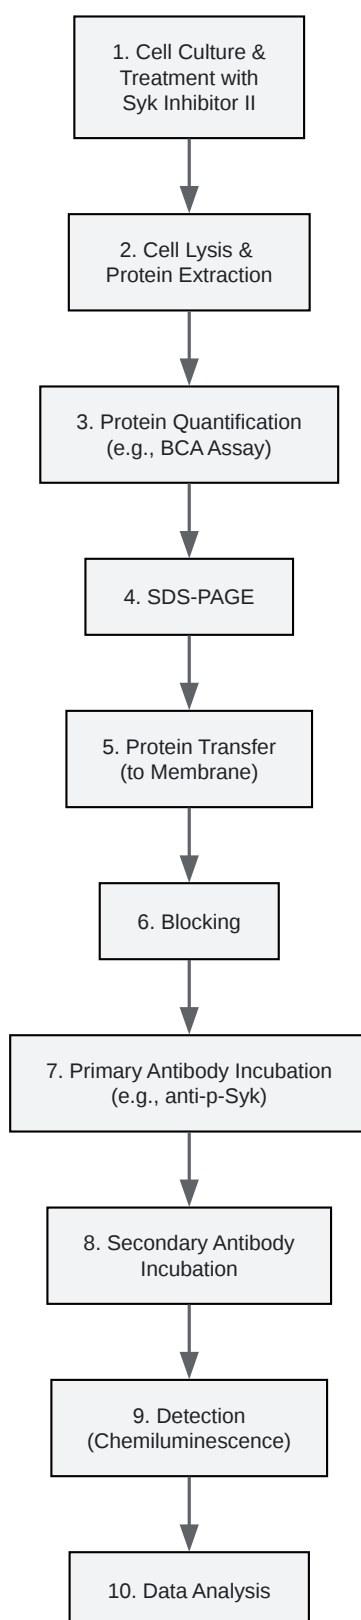 1. Cell Culture &
Treatment with
Syk Inhibitor II
2. Cell Lysis &
Protein Extraction
3. Protein Quantification
(e.g., BCA Assay)
4. SDS-PAGE
5. Protein Transfer
(to Membrane)
6. Blocking
7. Primary Antibody Incubation
(e.g., anti-p-Syk)
8. Secondary Antibody
Incubation
9. Detection
(Chemiluminescence)
10. Data Analysis